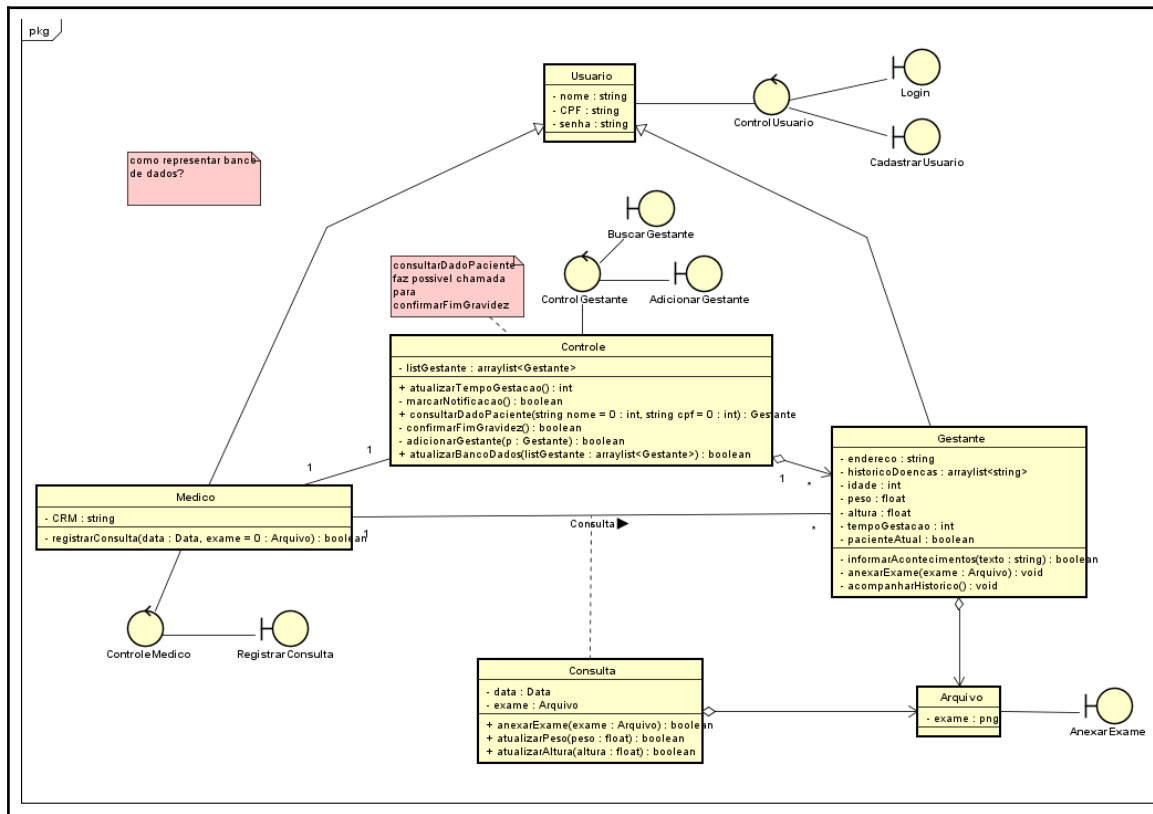 pkg
Usuario
- nome : string
- CPF : string
- senha : string
ControlUsuario
Login
CadastrarUsuario
como representar banco
de dados?
BuscarGestante
ControlGestante
AdicionarGestante
consultarDadoPaciente
faz possivel chamada
para
confirmarFimGravidez
Controle
- listGestante : arraylist<Gestante>
+ atualizarTempoGestacao() : int
- marcarNotificacao() : boolean
+ consultarDadoPaciente(string nome = 0 : int, string cpf = 0 : int) : Gestante
- confirmarFimGravidez() : boolean
- adicionarGestante(p : Gestante) : boolean
+ atualizarBancoDados(listGestante : arraylist<Gestante>) : boolean
1
1
1
*
Gestante
- endereco : string
- historicoDoencas : arraylist<string>
- idade : int
- peso : float
- altura : float
- tempoGestacao : int
- pacienteAtual : boolean
- informarAcontecimentos(texto : string) : boolean
- anexarExame(exame : Arquivo) : void
- acompanharHistorico() : void
Medico
- CRM : string
- registrarConsulta(data : Data, exame = 0 : Arquivo) : boolean
1
Consulta ▶
*
ControleMedico
RegistrarConsulta
Consulta
- data : Data
- exame : Arquivo
+ anexarExame(exame : Arquivo) : boolean
+ atualizarPeso(peso : float) : boolean
+ atualizarAltura(altura : float) : boolean
Arquivo
- exame : png
AnexarExame